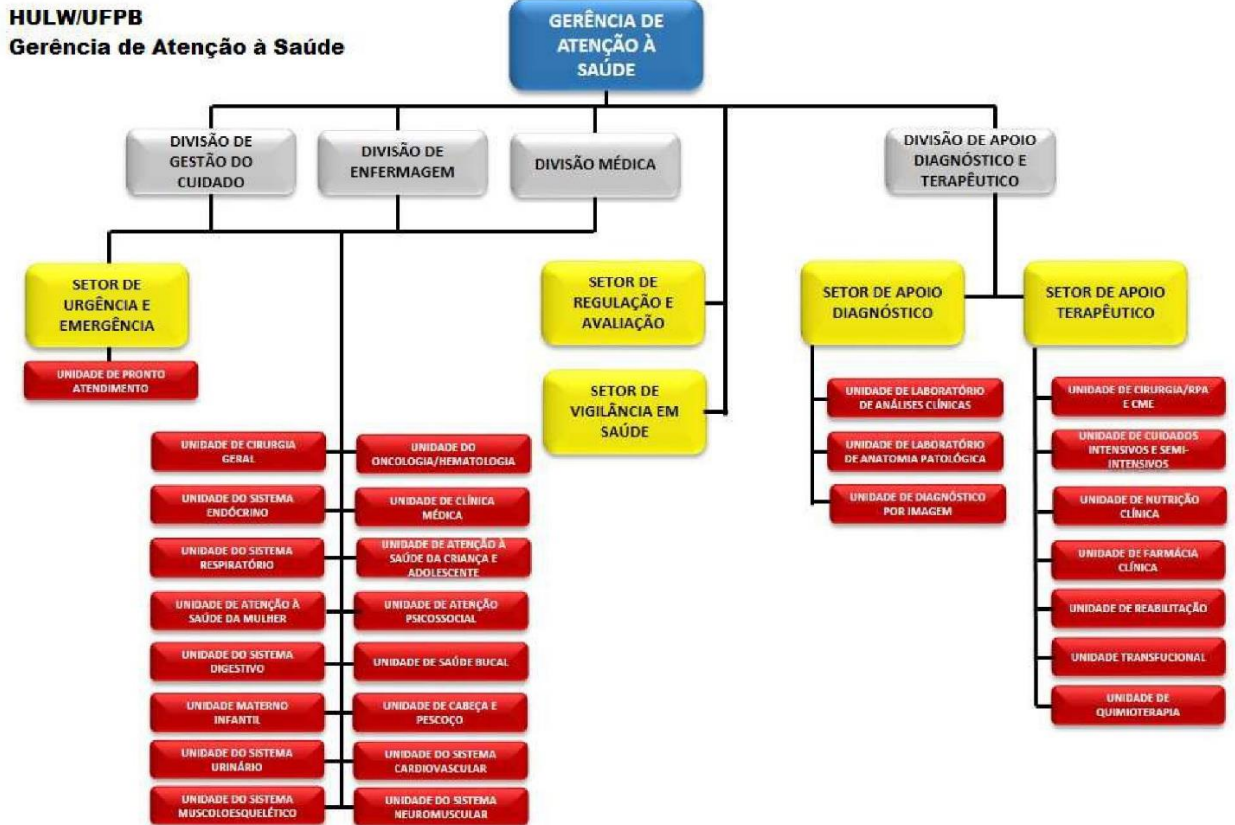 HULW/UFPB
Gerência de Atenção à Saúde
GERÊNCIA DE
ATENÇÃO À
SAÚDE
DIVISÃO DE
GESTÃO DO
CUIDADO
DIVISÃO DE
ENFERMAGEM
DIVISÃO MÉDICA
DIVISÃO DE APOIO
DIAGNÓSTICO E
TERAPÊUTICO
SETOR DE
URGÊNCIA E
EMERGÊNCIA
UNIDADE DE PRONTO
ATENDIMENTO
SETOR DE
REGULAÇÃO E
AVALIAÇÃO
SETOR DE
VIGILÂNCIA EM
SAÚDE
SETOR DE APOIO
DIAGNÓSTICO
SETOR DE APOIO
TERAPÊUTICO
UNIDADE DE CIRURGIA
GERAL
UNIDADE DO SISTEMA
ENDÓCRINO
UNIDADE DO SISTEMA
RESPIRATÓRIO
UNIDADE DE ATENÇÃO À
SAÚDE DA MULHER
UNIDADE DO SISTEMA
DIGESTIVO
UNIDADE MATERNO
INFANTIL
UNIDADE DO SISTEMA
URINÁRIO
UNIDADE DO SISTEMA
MUSCOLOESQUELÉTICO
UNIDADE DO
ONCOLOGIA/HEMATOLOGIA
UNIDADE DE CLÍNICA
MÉDICA
UNIDADE DE ATENÇÃO À
SAÚDE DA CRIANÇA E
ADOLESCENTE
UNIDADE DE ATENÇÃO
PSICOSSOCIAL
UNIDADE DE SAÚDE BUCAL
UNIDADE DE CABEÇA E
PESCOÇO
UNIDADE DO SISTEMA
CARDIOVASCULAR
UNIDADE DO SISTEMA
NEUROMUSCULAR
UNIDADE DE LABORATÓRIO
DE ANÁLISES CLÍNICAS
UNIDADE DE LABORATÓRIO
DE ANATOMIA PATOLÓGICA
UNIDADE DE DIAGNÓSTICO
POR IMAGEM
UNIDADE DE CIRURGIA/RPA
E CME
UNIDADE DE CUIDADOS
INTENSIVOS E SEMI-
INTENSIVOS
UNIDADE DE NUTRIÇÃO
CLÍNICA
UNIDADE DE FARMÁCIA
CLÍNICA
UNIDADE DE REABILITAÇÃO
UNIDADE TRANSFUCIONAL
UNIDADE DE
QUIMIOTERAPIA